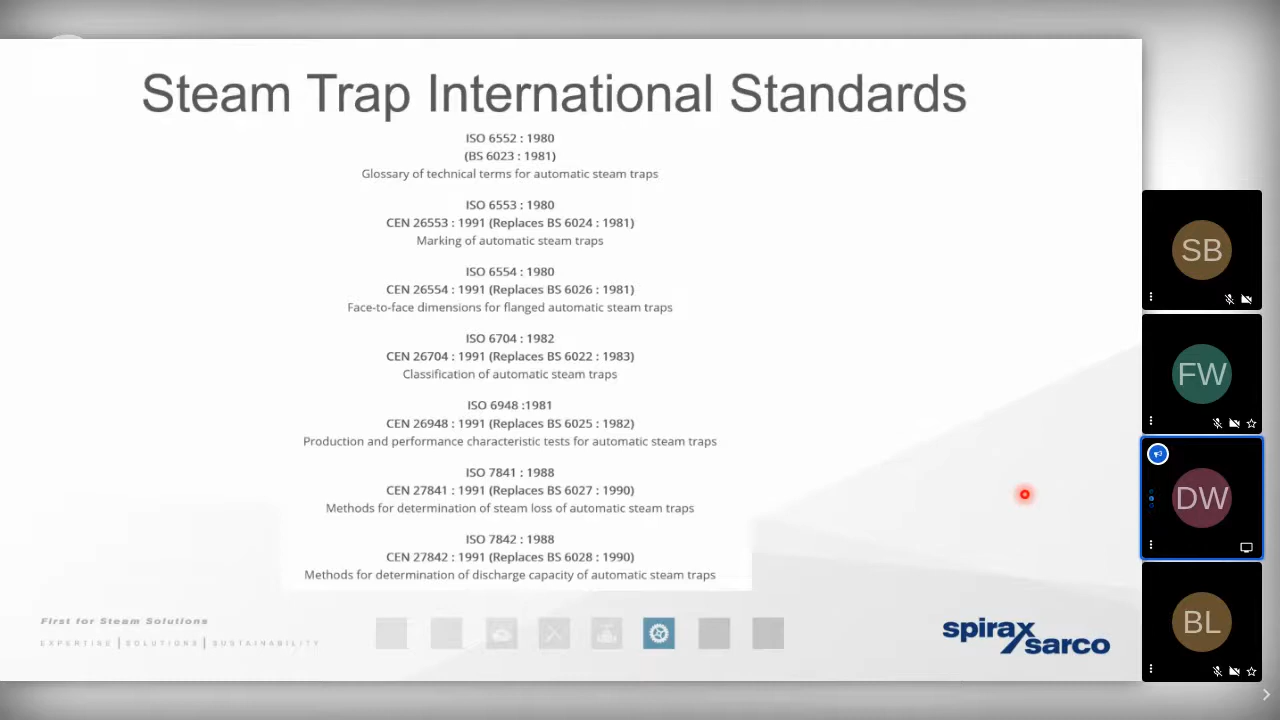 Steam Trap International Standards
ISO 6552 : 1980
(BS 6023 : 1981)
Glossary of technical terms for automatic steam traps
ISO 6553 : 1980
CEN 26553 : 1991 (Replaces BS 6024 : 1981)
Marking of automatic steam traps
ISO 6554 : 1980
CEN 26554 : 1991 (Replaces BS 6026 : 1981)
Face-to-face dimensions for flanged automatic steam traps
ISO 6704 : 1982
CEN 26704 : 1991 (Replaces BS 6022 : 1983)
Classification of automatic steam traps
ISO 6948 :1981
CEN 26948 : 1991 (Replaces BS 6025 : 1982)
Production and performance characteristic tests for automatic steam traps
ISO 7841 : 1988
CEN 27841 : 1991 (Replaces BS 6027 : 1990)
Methods for determination of steam loss of automatic steam traps
ISO 7842 : 1988
CEN 27842 : 1991 (Replaces BS 6028 : 1990)
Methods for determination of discharge capacity of automatic steam traps
First for Steam Solutions
EXPERTISE | SOLUTIONS | SUSTAINABILITY
spirax
sarco
SB
FW
DW
BL